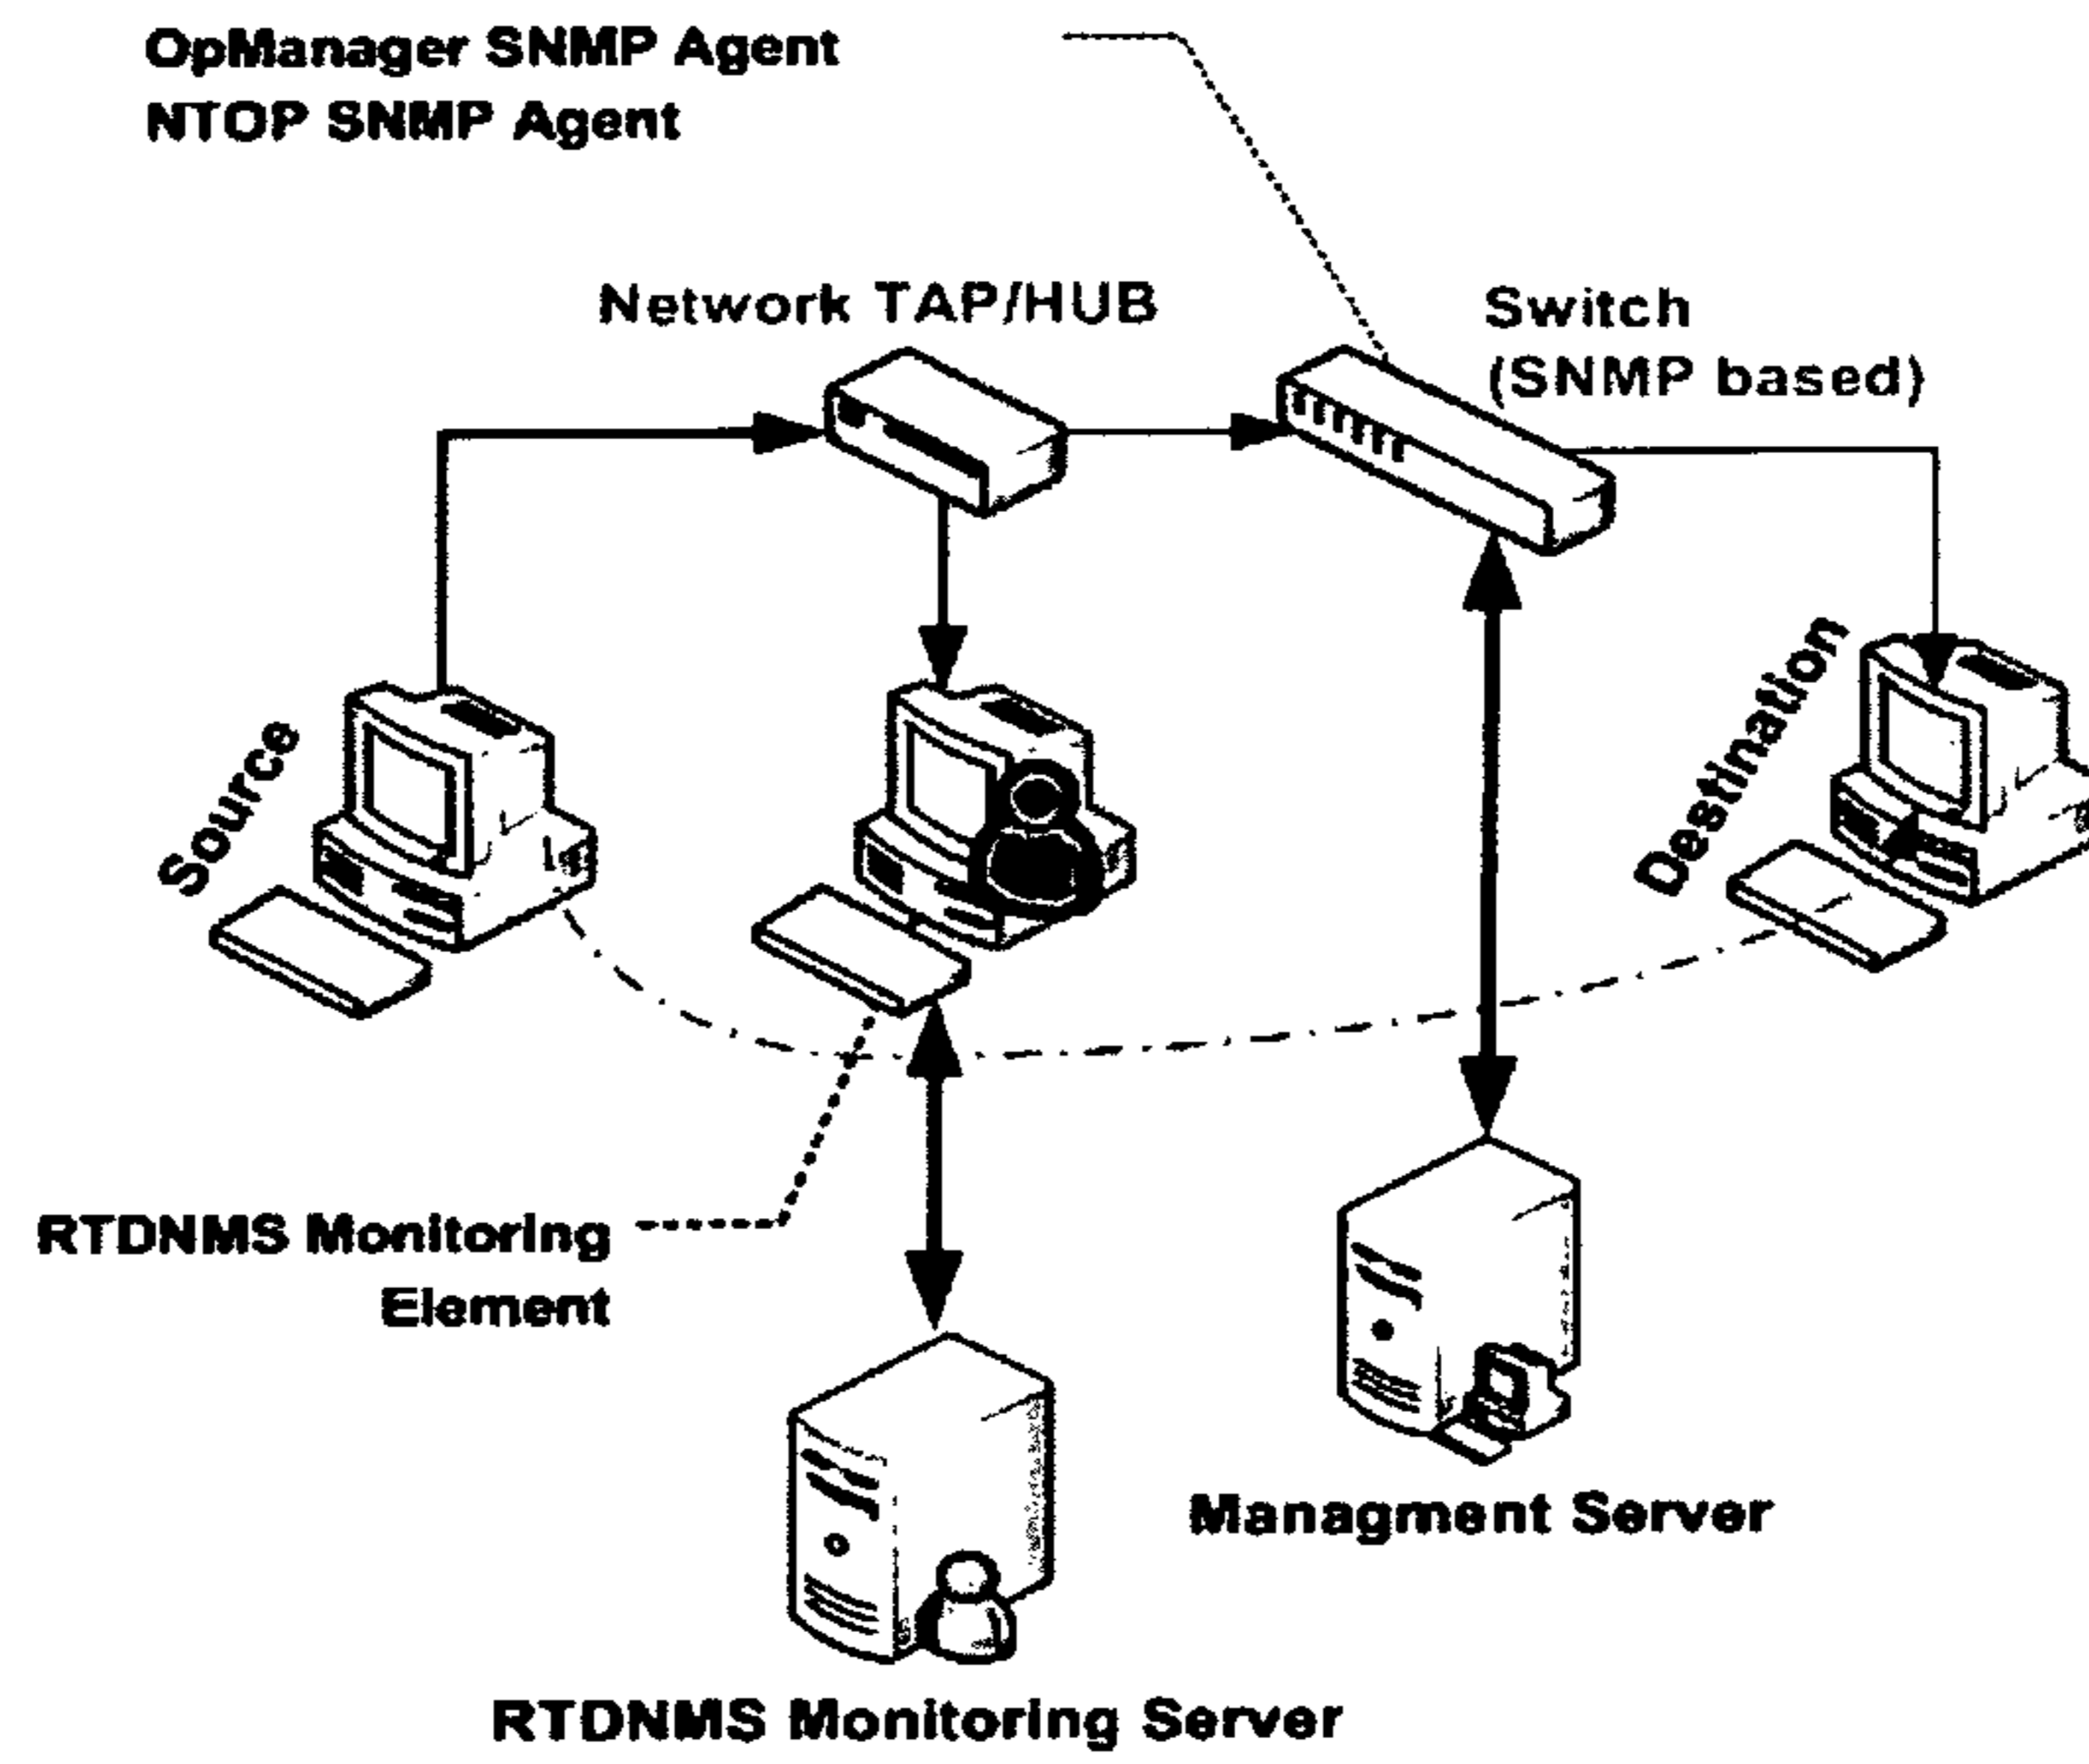 OpManager SNMP Agent
NTOP SNMP Agent
Network TAP/HUB
Switch
(SNMP based)
Source
Destination
RTDNMS Monitoring
Element
Managment Server
RTDNMS Monitoring Server